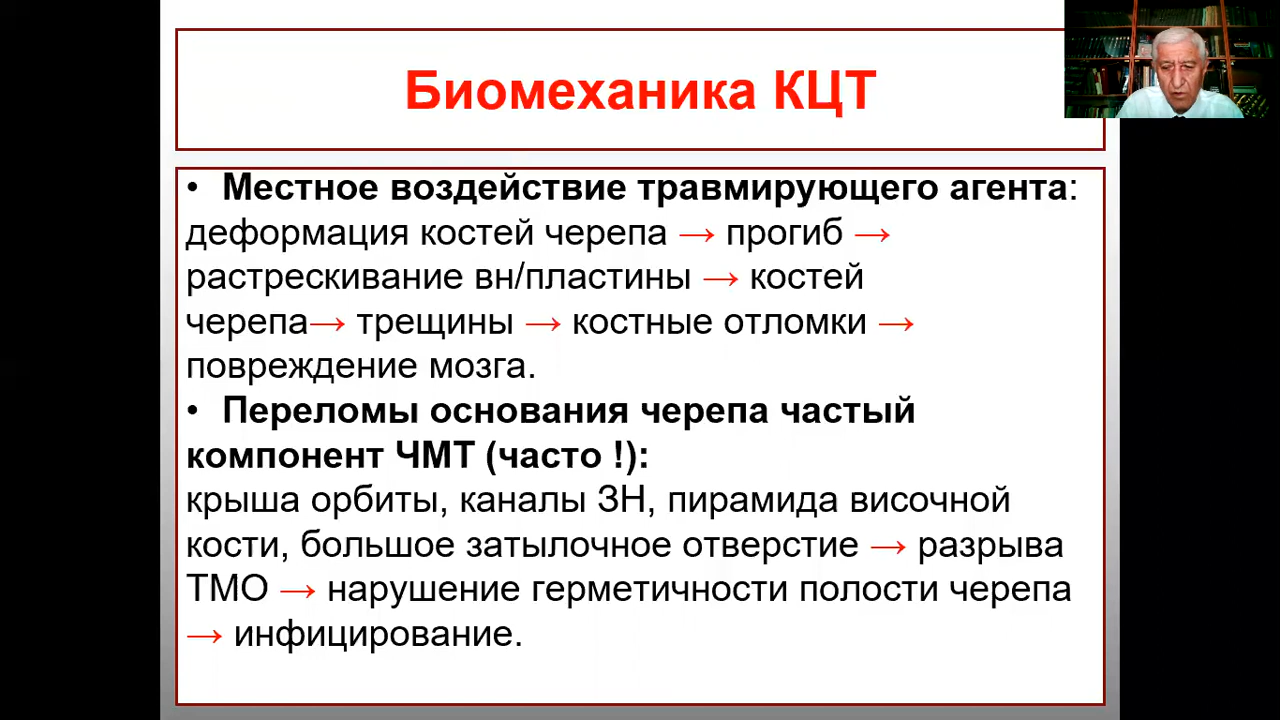 Биомеханика КЦТ
• Местное воздействие травмирующего агента:
деформация костей черепа → прогиб →
растрескивание вн/пластины → костей
черепа→ трещины → костные отломки →
повреждение мозга.
• Переломы основания черепа частый
компонент ЧМТ (часто !):
крыша орбиты, каналы ЗН, пирамида височной
кости, большое затылочное отверстие → разрыва
ТМО → нарушение герметичности полости черепа
→ инфицирование.